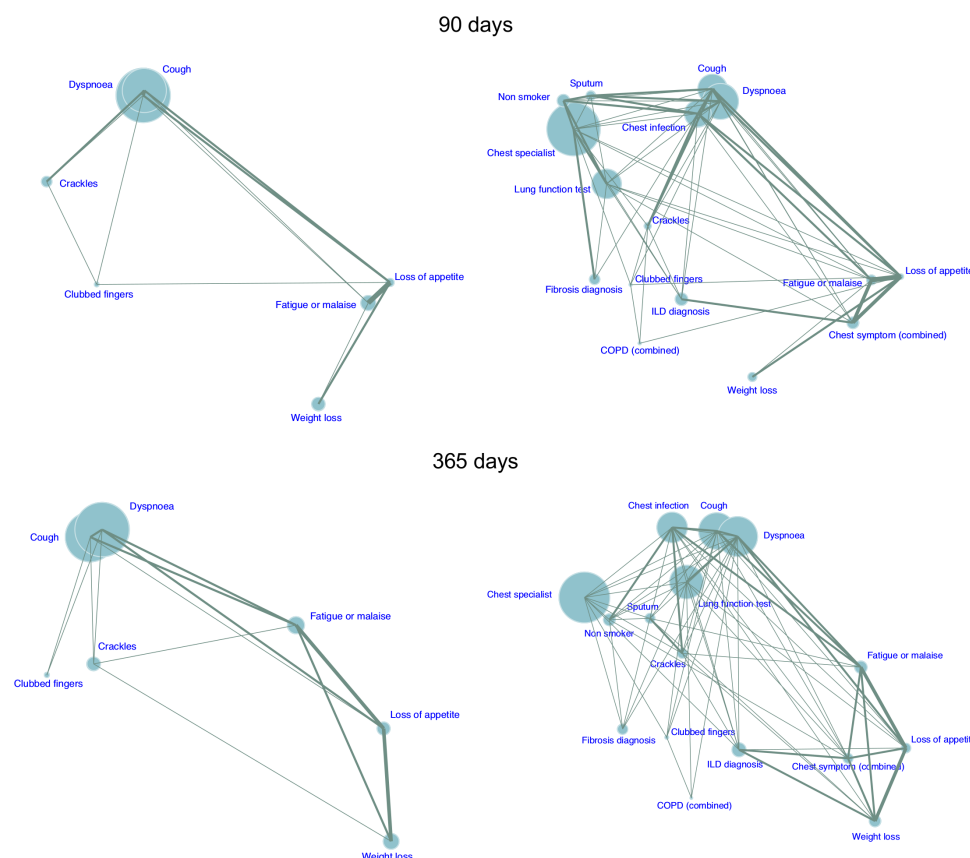 90 days
Cough
Dyspnoea
Crackles
Clubbed fingers
Loss of appetite
Fatigue or malaise
Weight loss
Cough
Sputum
Dyspnoea
Non smoker
Chest infection
Chest specialist
Lung function test
Crackles
Clubbed fingers
Fibrosis diagnosis
Loss of appetite
Fatigue or malaise
ILD diagnosis
Chest symptom (combined)
COPD (combined)
Weight loss
365 days
Dyspnoea
Cough
Fatigue or malaise
Crackles
Clubbed fingers
Loss of appetite
Weight loss
Chest infection
Cough
Dyspnoea
Chest specialist
Lung function test
Sputum
Non smoker
Crackles
Fatigue or malaise
Clubbed fingers
Fibrosis diagnosis
Loss of appetit
ILD diagnosis
Chest symptom (combined)
COPD (combined)
Weight loss